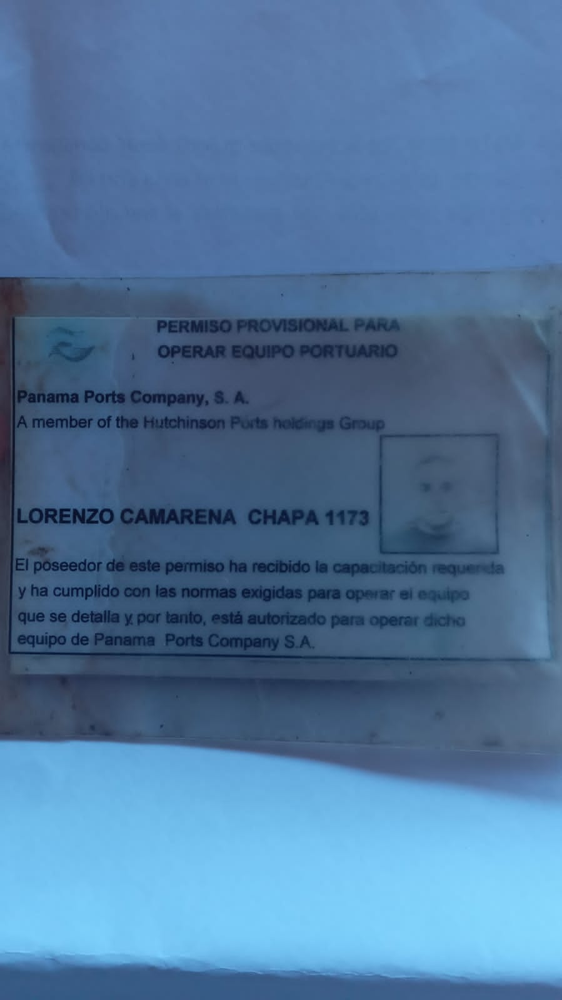 PERMISO PROVISIONAL PARA
OPERAR EQUIPO PORTUARIO
Panama Ports Company, S. A.
A member of the Hutchinson Ports holdings Group
LORENZO CAMARENA CHAPA 1173
El poseedor de este permiso ha recibido la capacitación requerida
y ha cumplido con las normas exigidas para operar el equipo
que se detalla y por tanto, está autorizado para operar dicho
equipo de Panama Ports Company S.A.